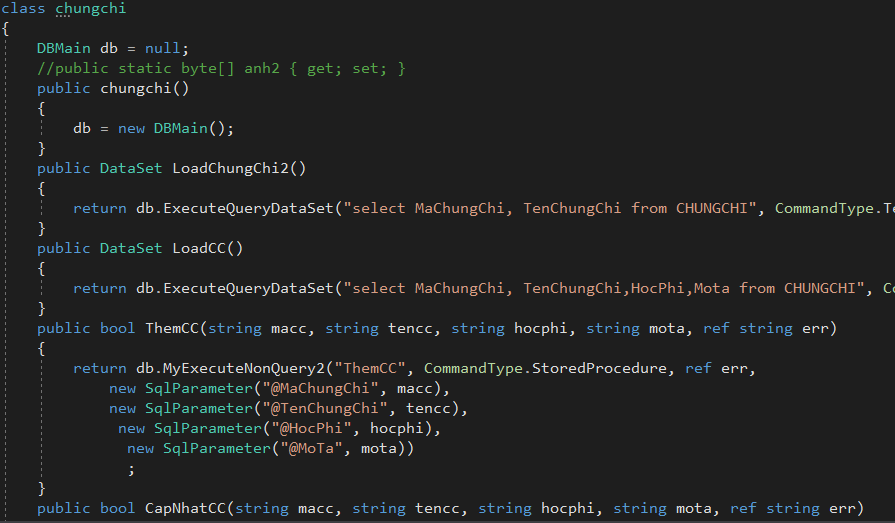 class chungchi
{
DBMain db = null;
//public static byte[] anh2 { get; set; }
public chungchi()
{
db = new DBMain();
}
public DataSet LoadChungChi2()
{
return db.ExecuteQueryDataSet("select MaChungChi, TenChungChi from CHUNGCHI", CommandType.Te
}
public DataSet LoadCC()
{
return db.ExecuteQueryDataSet("select MaChungChi, TenChungChi,HocPhi,Mota from CHUNGCHI", Co
}
public bool ThemCC(string macc, string tencc, string hocphi, string mota, ref string err)
{
return db.MyExecuteNonQuery2("ThemCC", CommandType.StoredProcedure, ref err,
new SqlParameter("@MaChungChi", macc),
new SqlParameter("@TenChungChi", tencc),
new SqlParameter("@HocPhi", hocphi),
new SqlParameter("@MoTa", mota))
;
}
public bool CapNhatCC(string macc, string tencc, string hocphi, string mota, ref string err)